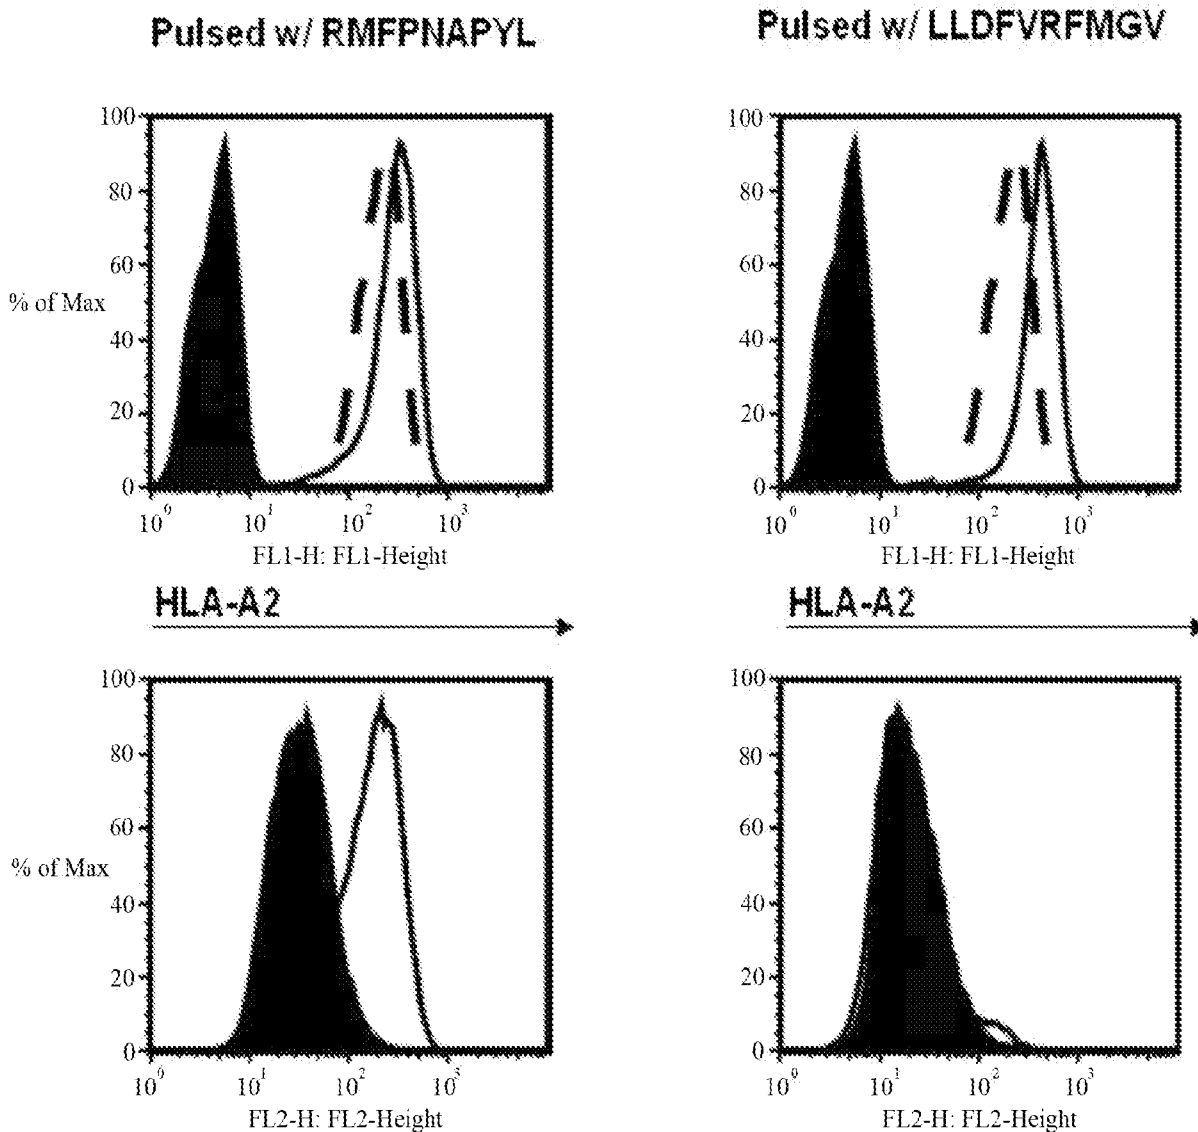 Pulsed w/ RMFPNAPYL
Pulsed w/ LLDFVRFMGV
100
80
60
40
20
0
% of Max
10⁰ 10¹ 10² 10³
FL1-H: FL1-Height
HLA-A2
100
80
60
40
20
0
10⁰ 10¹ 10² 10³
FL1-H: FL1-Height
HLA-A2
100
80
60
40
20
0
% of Max
10⁰ 10¹ 10² 10³
FL2-H: FL2-Height
100
80
60
40
20
0
10⁰ 10¹ 10² 10³
FL2-H: FL2-Height